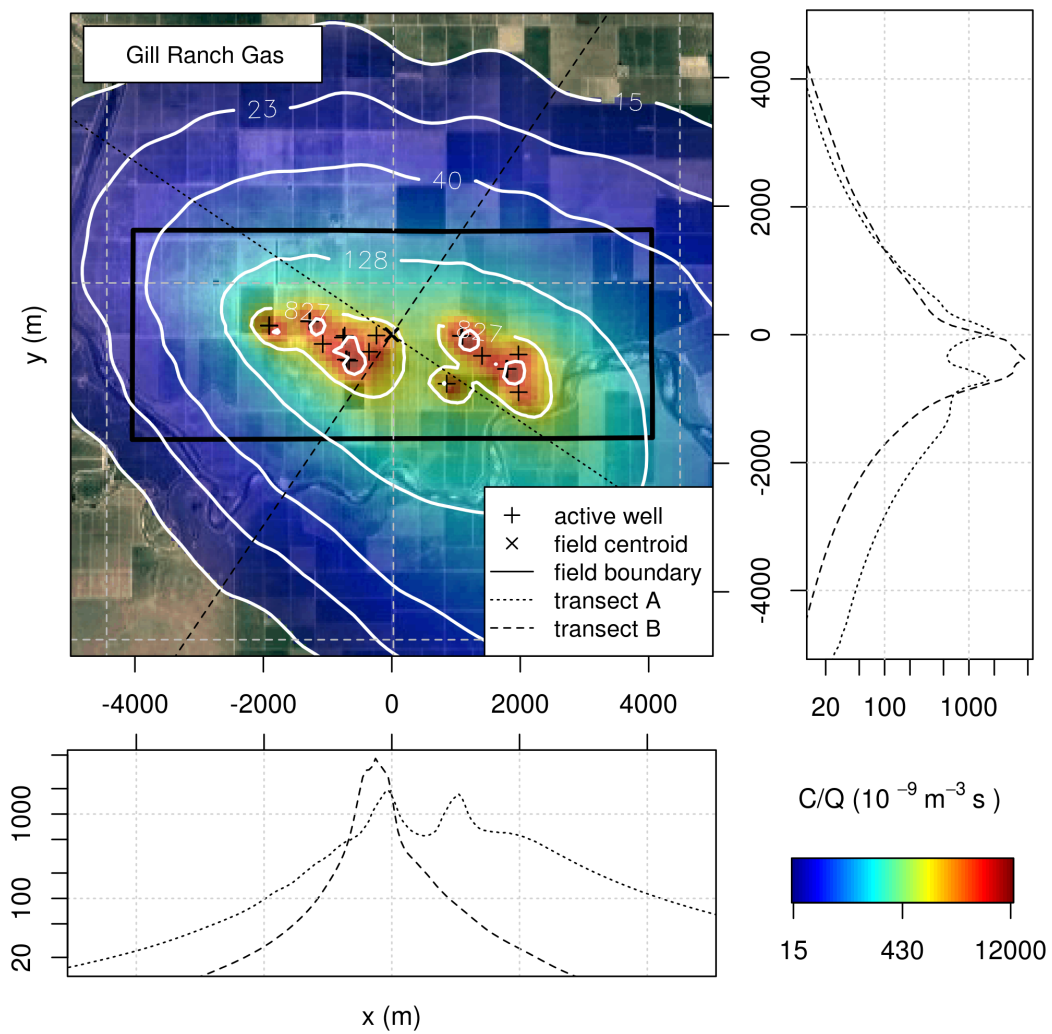 Gill Ranch Gas
15
23
40
128
827
827
y (m)
active well
field centroid
field boundary
transect A
transect B
-4000
-2000
0
2000
4000
4000
2000
0
-2000
-4000
20
100
1000
1000
100
20
x (m)
C/Q (10 ⁻⁹ m⁻³ s )
15
430
12000